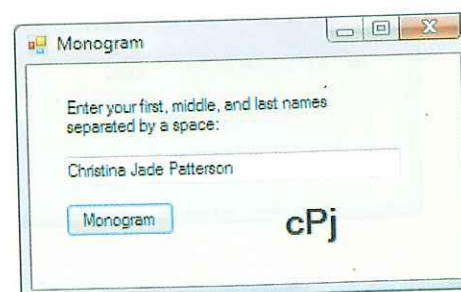 Monogram
Enter your first, middle, and last names
separated by a space:
Christina Jade Patterson
Monogram
cPj